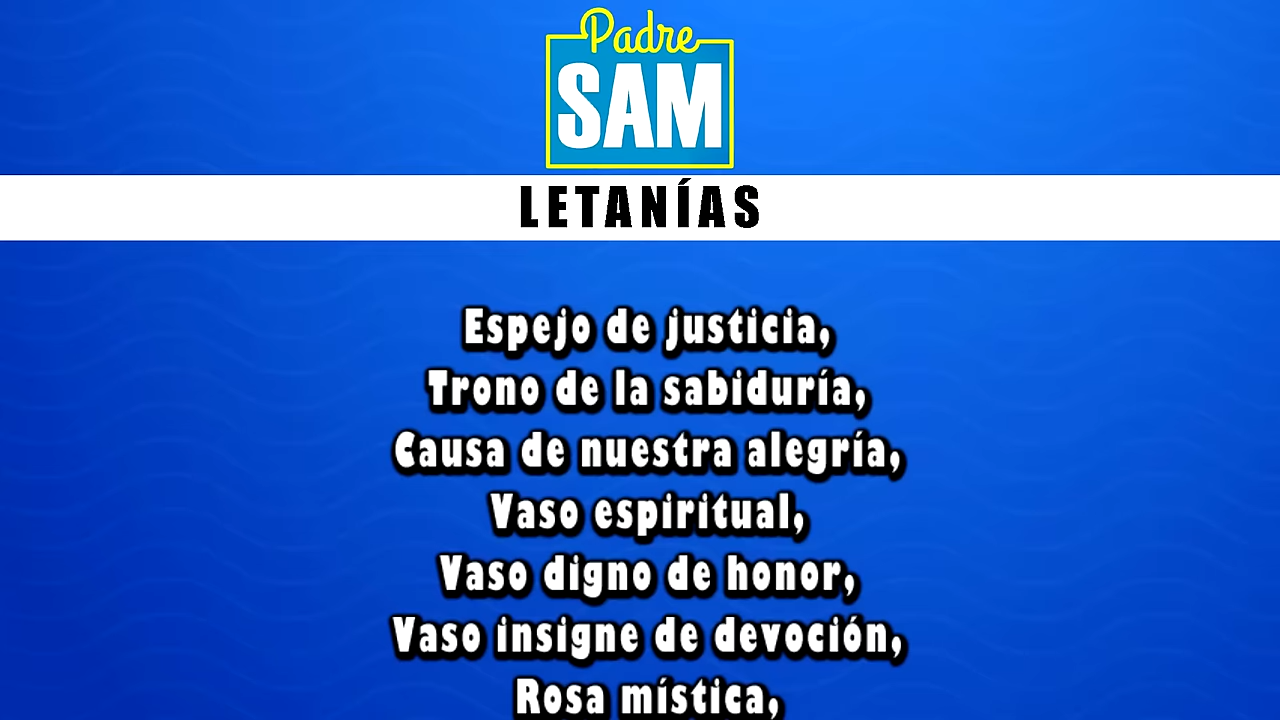 Padre
SAM
LETANÍAS
Espejo de justicia,
Trono de la sabiduría,
Causa de nuestra alegría,
Vaso espiritual,
Vaso digno de honor,
Vaso insigne de devoción,
Rosa mística,